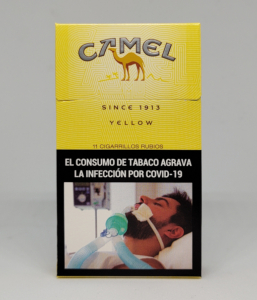 CAMEL
SINCE 1913
YELLOW
11 CIGARRILLOS RUBIOS
EL CONSUMO DE TABACO AGRAVA
LA INFECCIÓN POR COVID-19